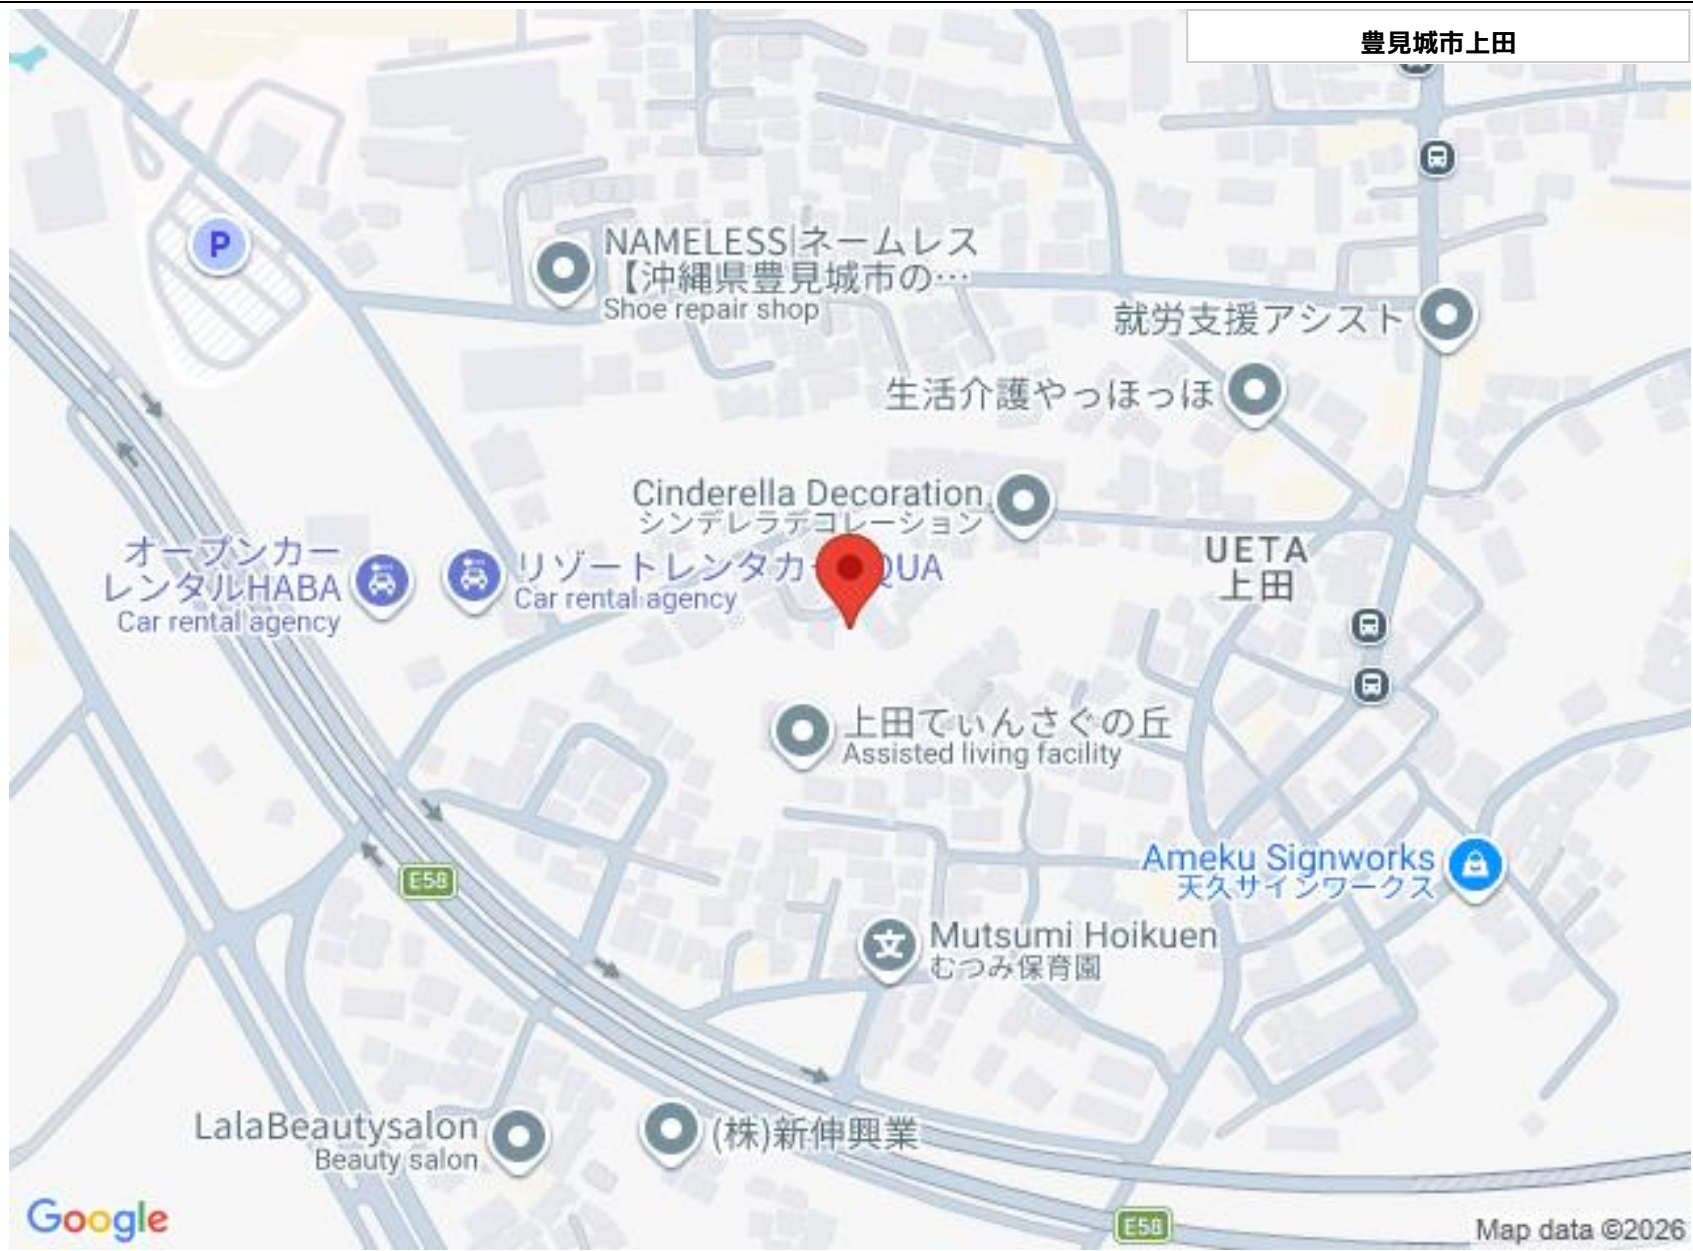 豊見城市上田
P
NAMELESS|ネームレス
【沖縄県豊見城市の…
Shoe repair shop
就労支援アシスト
生活介護やっほっほ
Cinderella Decoration
シンデレラデコレーション
UETA
上田
オープンカー
レンタルHABA
Car rental agency
リゾートレンタカ
QUA
Car rental agency
上田てぃんさぐの丘
Assisted living facility
Ameku Signworks
天久サインワークス
E58
文
Mutsumi Hoikuen
むつみ保育園
LalaBeautysalon
Beauty salon
(株)新伸興業
Google
E58
Map data ©2026